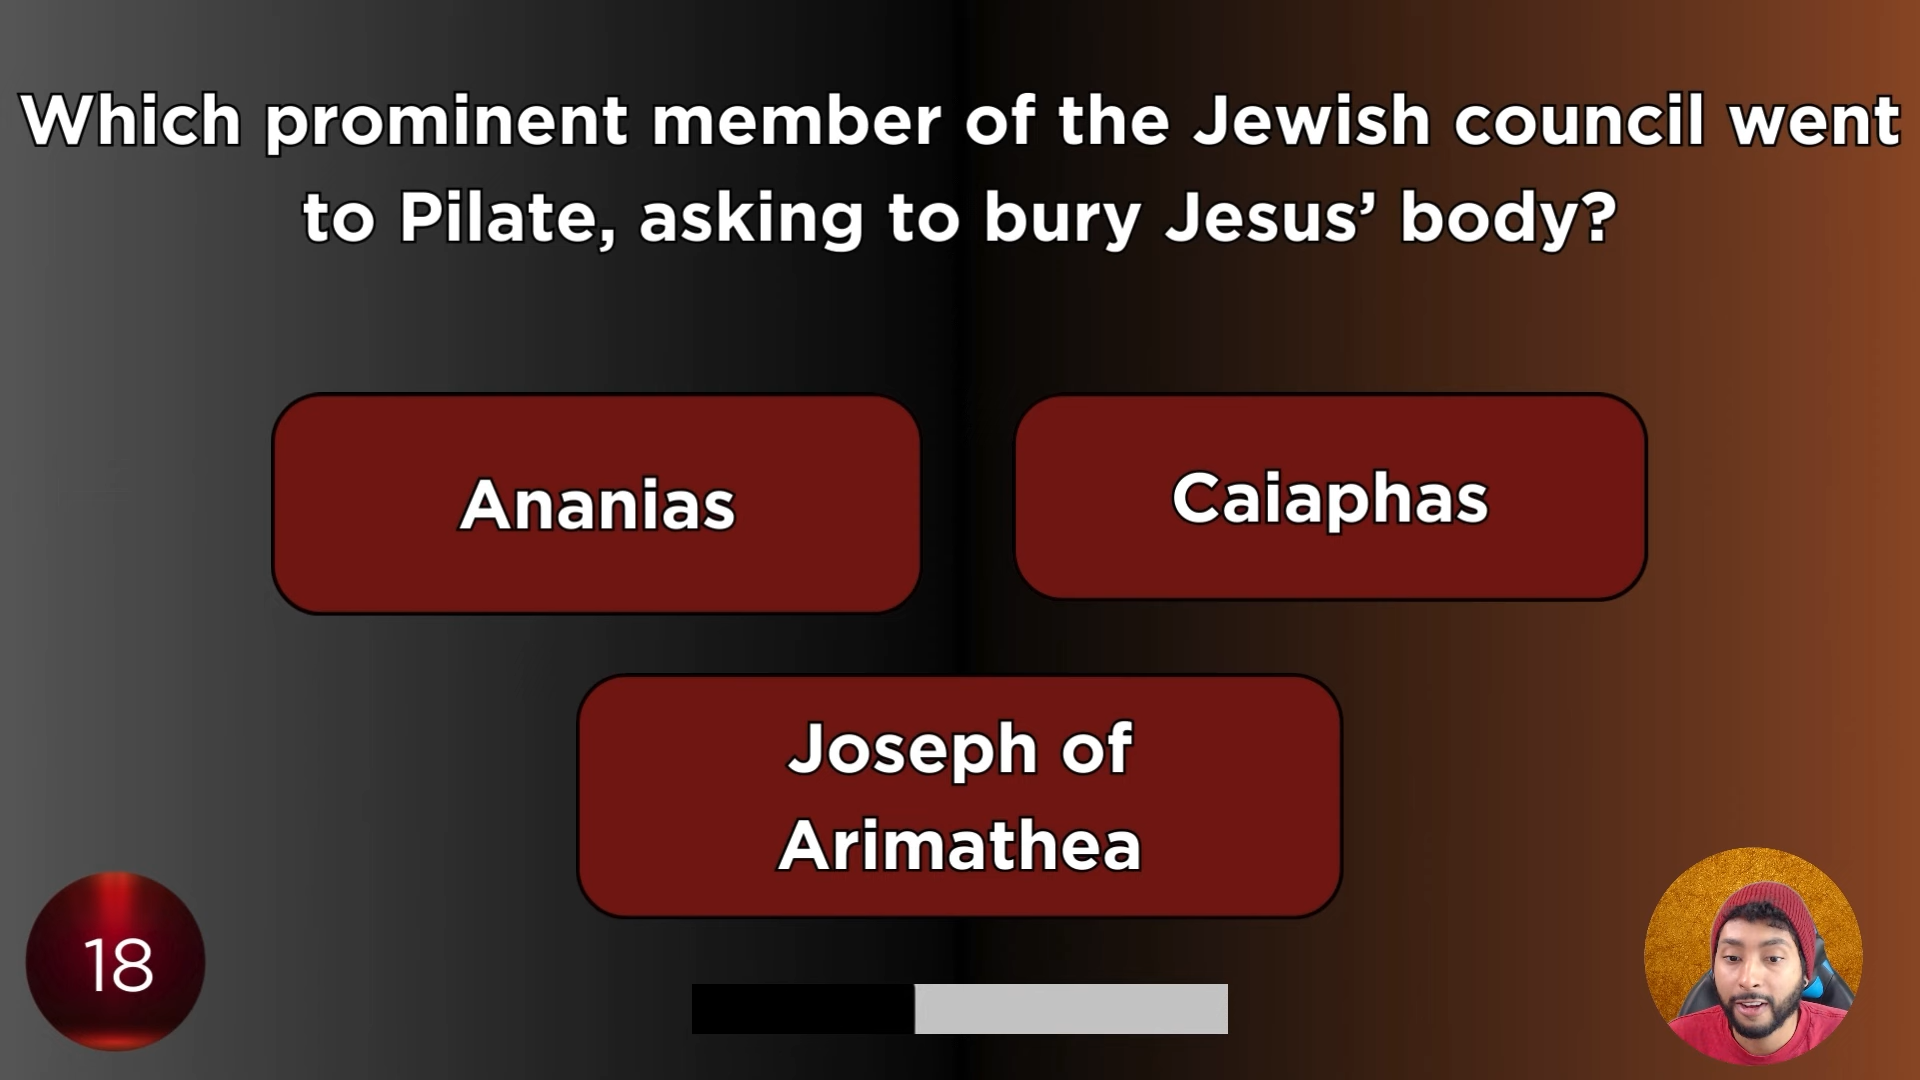 Which prominent member of the Jewish council went
to Pilate, asking to bury Jesus’ body?
Ananias
Caiaphas
Joseph of
Arimathea
18